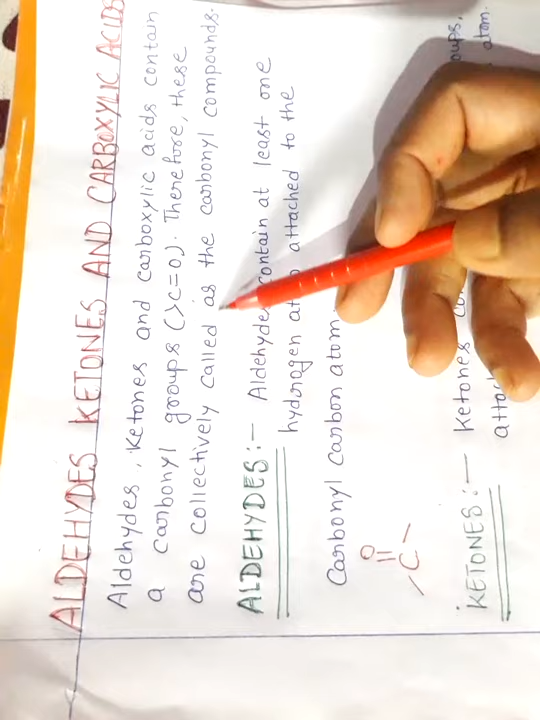 ALDEHYDES KETONES AND CARBOXYLIC ACIDS
Aldehydes, Ketones and carboxylic acids contain
a carbonyl groups (>C=O). Therefore, these
are collectively called as the carbonyl compounds.
ALDEHYDES:- Aldehydes contain at least one
hydrogen at attached to the
Carbonyl Carbon atom
O
C
KETONES:- Ketones
atom.